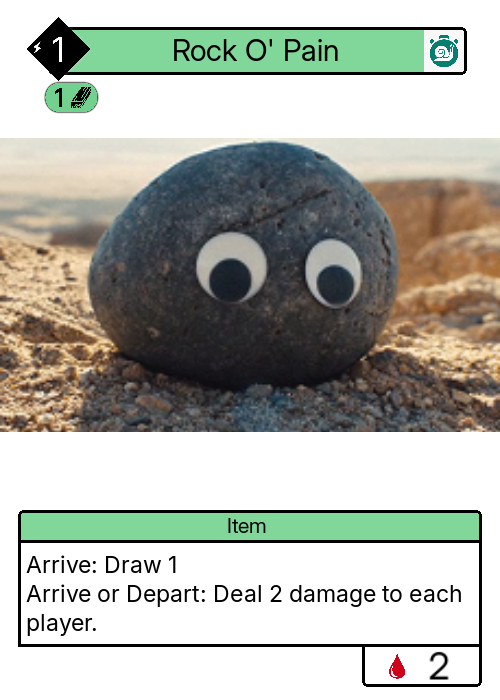 1 Rock O' Pain
1
Item
Arrive: Draw 1
Arrive or Depart: Deal 2 damage to each
player.
2